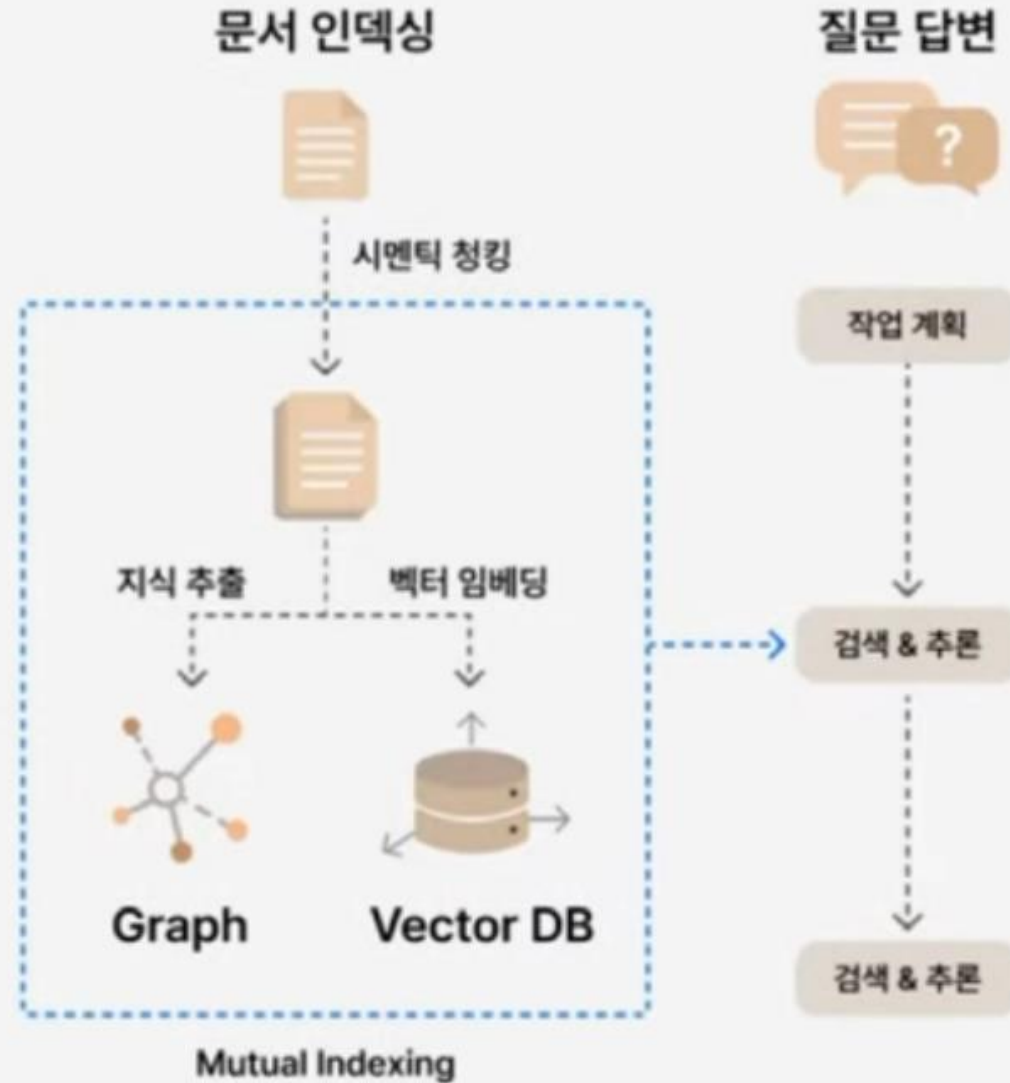 문서 인덱싱
질문 답변
?
시멘틱 청킹
작업 계획
지식 추출
벡터 임베딩
검색 & 추론
Graph
Vector DB
검색 & 추론
Mutual Indexing